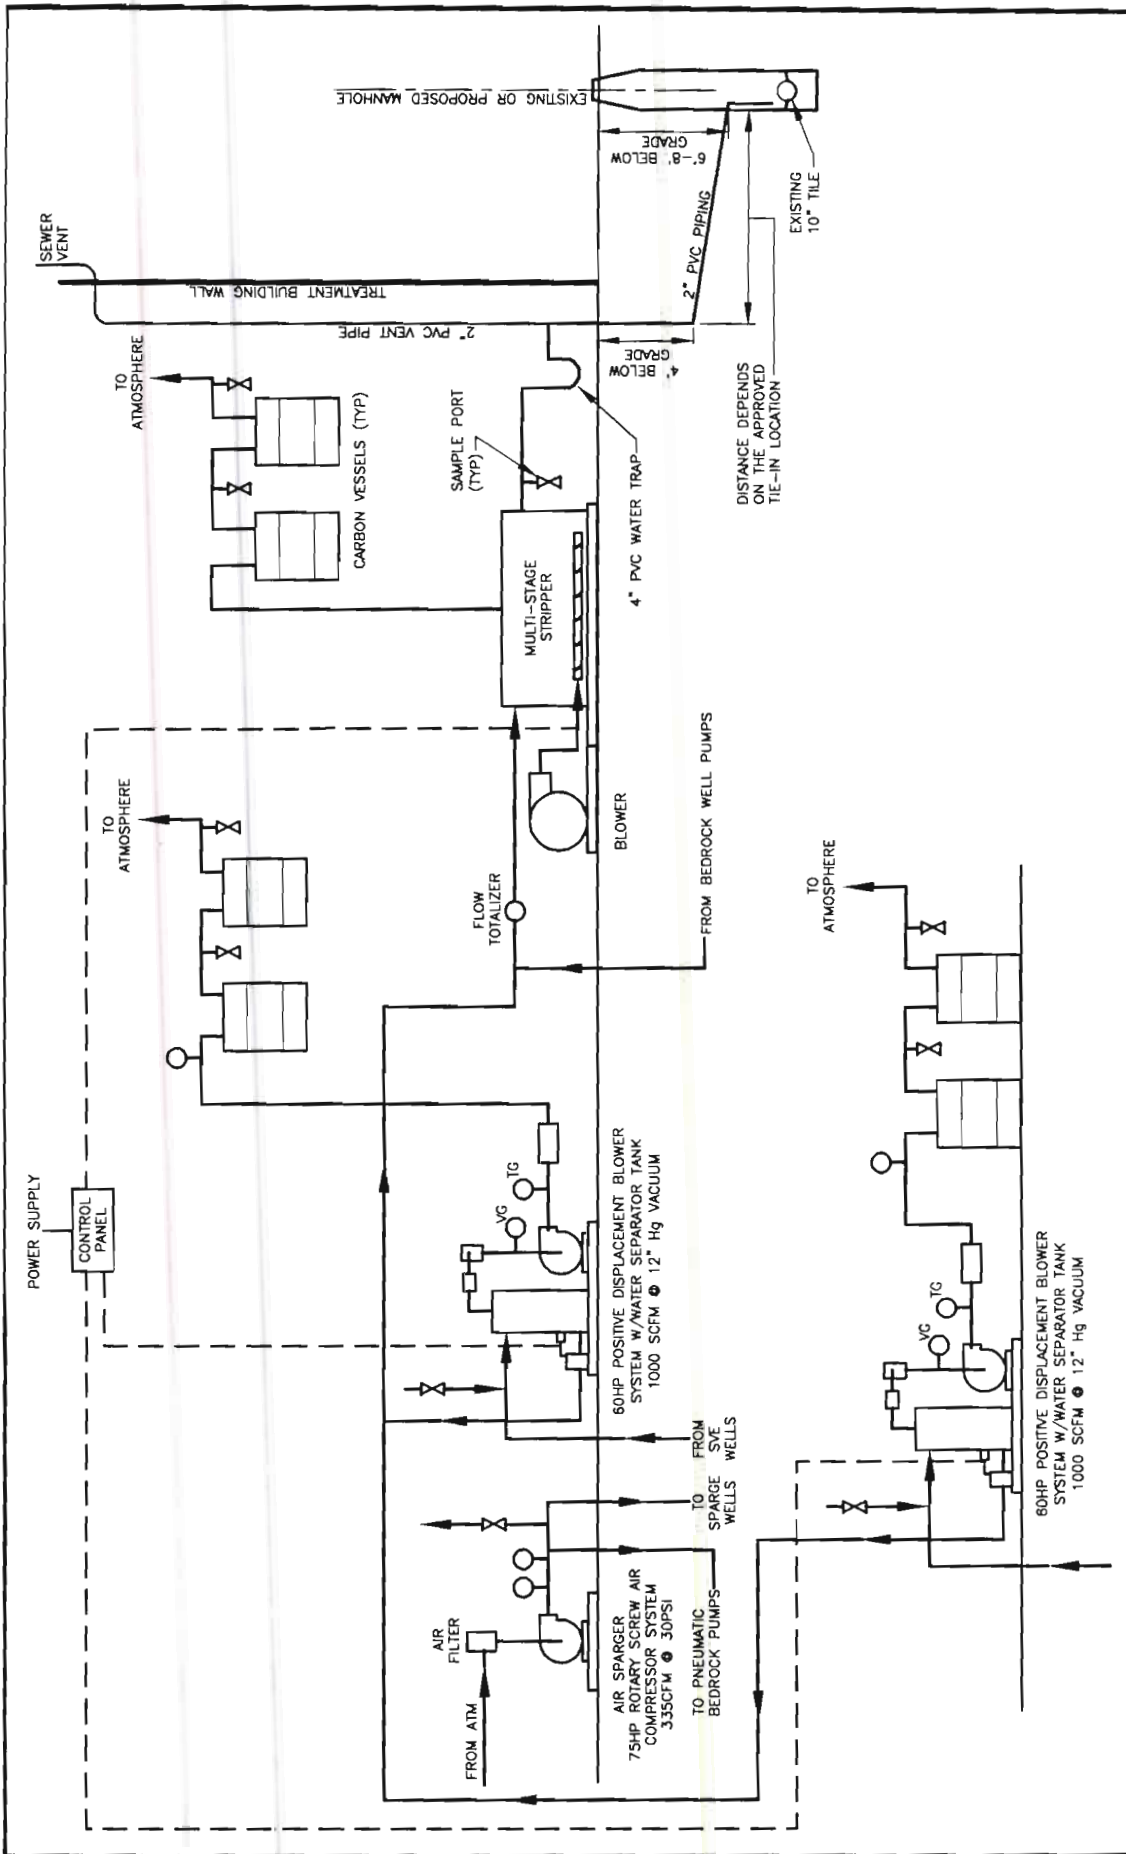 POWER SUPPLY
CONTROL
PANEL
TO
ATMOSPHERE
TO
ATMOSPHERE
SEWER
VENT
TREATMENT BUILDING WALL
2" PVC VENT PIPE
EXISTING OR PROPOSED MANHOLE
CARBON VESSELS (TYP)
SAMPLE PORT
(TYP)
MULTI-STAGE
STRIPPER
FLOW
TOTALIZER
BLOWER
4" PVC WATER TRAP
4' BELOW
GRADE
6'-8' BELOW
GRADE
2" PVC PIPING
EXISTING
10" TILE
DISTANCE DEPENDS
ON THE APPROVED
TIE-IN LOCATION
FROM BEDROCK WELL PUMPS
VG
TG
60HP POSITIVE DISPLACEMENT BLOWER
SYSTEM W/WATER SEPARATOR TANK
1000 SCFM @ 12" Hg VACUUM
FROM
SVE
WELLS
TO
SPARGE
WELLS
AIR
FILTER
FROM ATM
AIR SPARGER
75HP ROTARY SCREW AIR
COMPRESSOR SYSTEM
335CFM @ 30PSI
TO PNEUMATIC
BEDROCK PUMPS
TO
ATMOSPHERE
VG
TG
60HP POSITIVE DISPLACEMENT BLOWER
SYSTEM W/WATER SEPARATOR TANK
1000 SCFM @ 12" Hg VACUUM